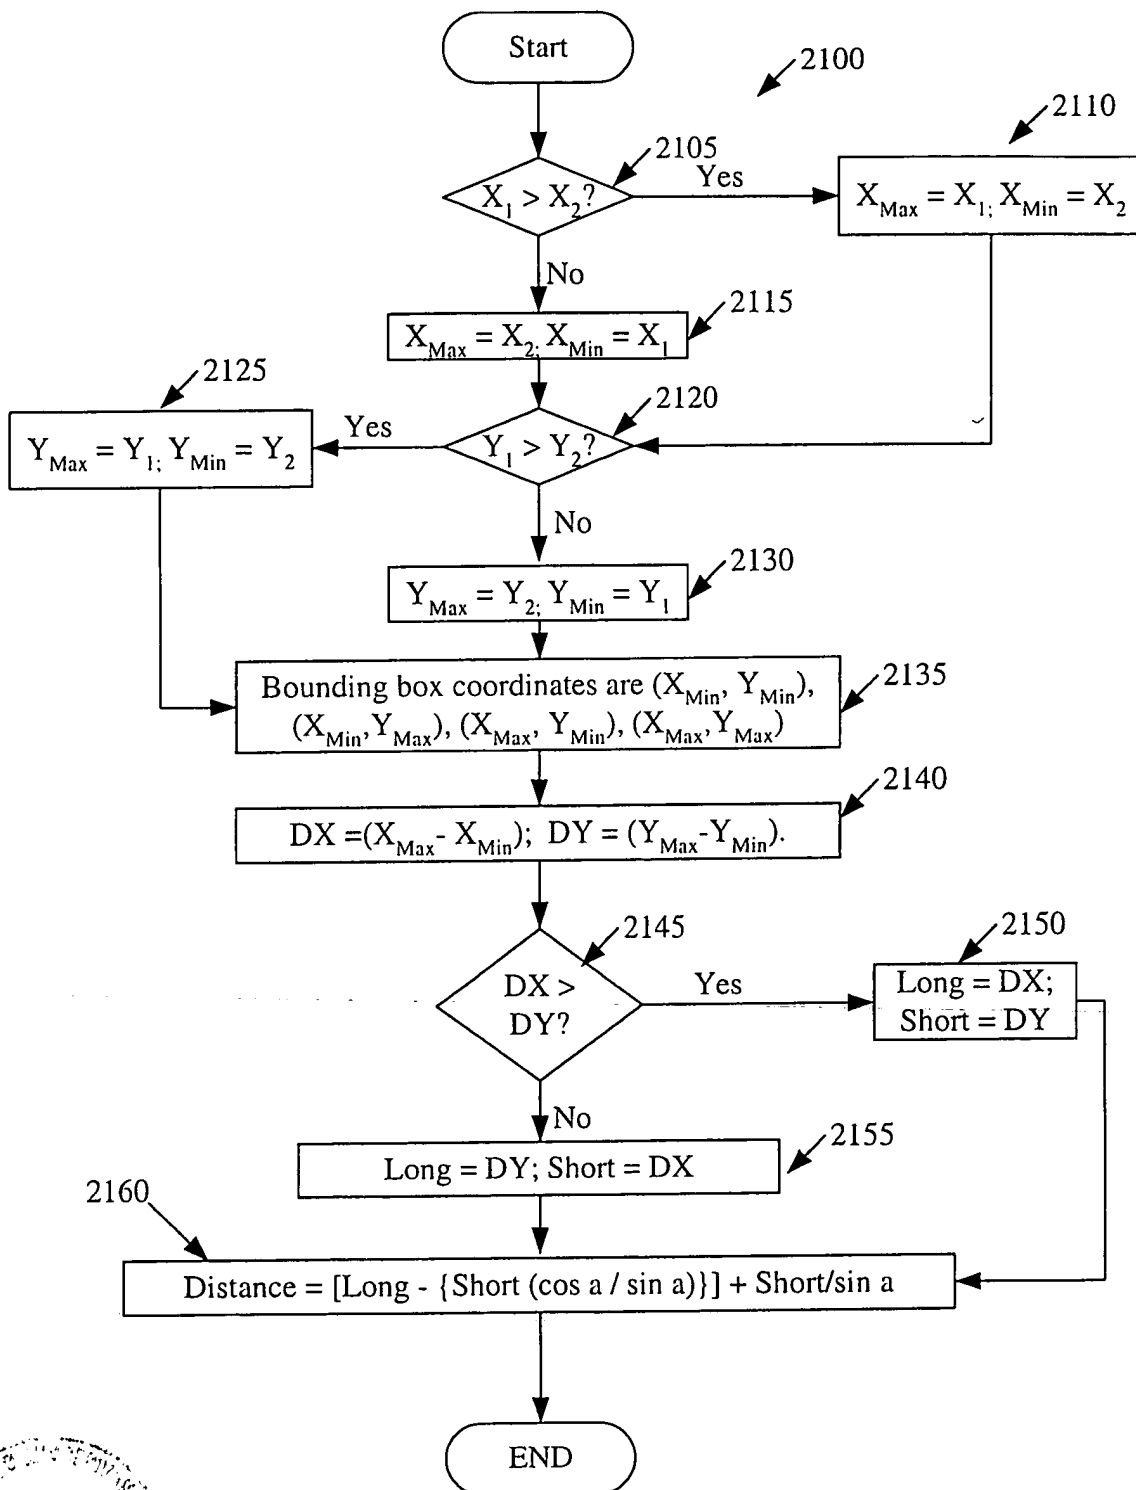 Start
2100
2110
2105
X1 > X2?
Yes
XMax = X1; XMin = X2
No
2115
XMax = X2; XMin = X1
2125
2120
Yes
YMax = Y1; YMin = Y2
Y1 > Y2?
No
2130
YMax = Y2; YMin = Y1
Bounding box coordinates are (XMin, YMin),
(XMin,YMax), (XMax, YMin), (XMax,YMax)
2135
2140
DX =(XMax- XMin); DY = (YMax-YMin).
2145
2150
DX >
DY?
Yes
Long = DX;
Short = DY
No
2155
Long = DY; Short = DX
2160
Distance = [Long - {Short (cos a / sin a)}] + Short/sin a
END